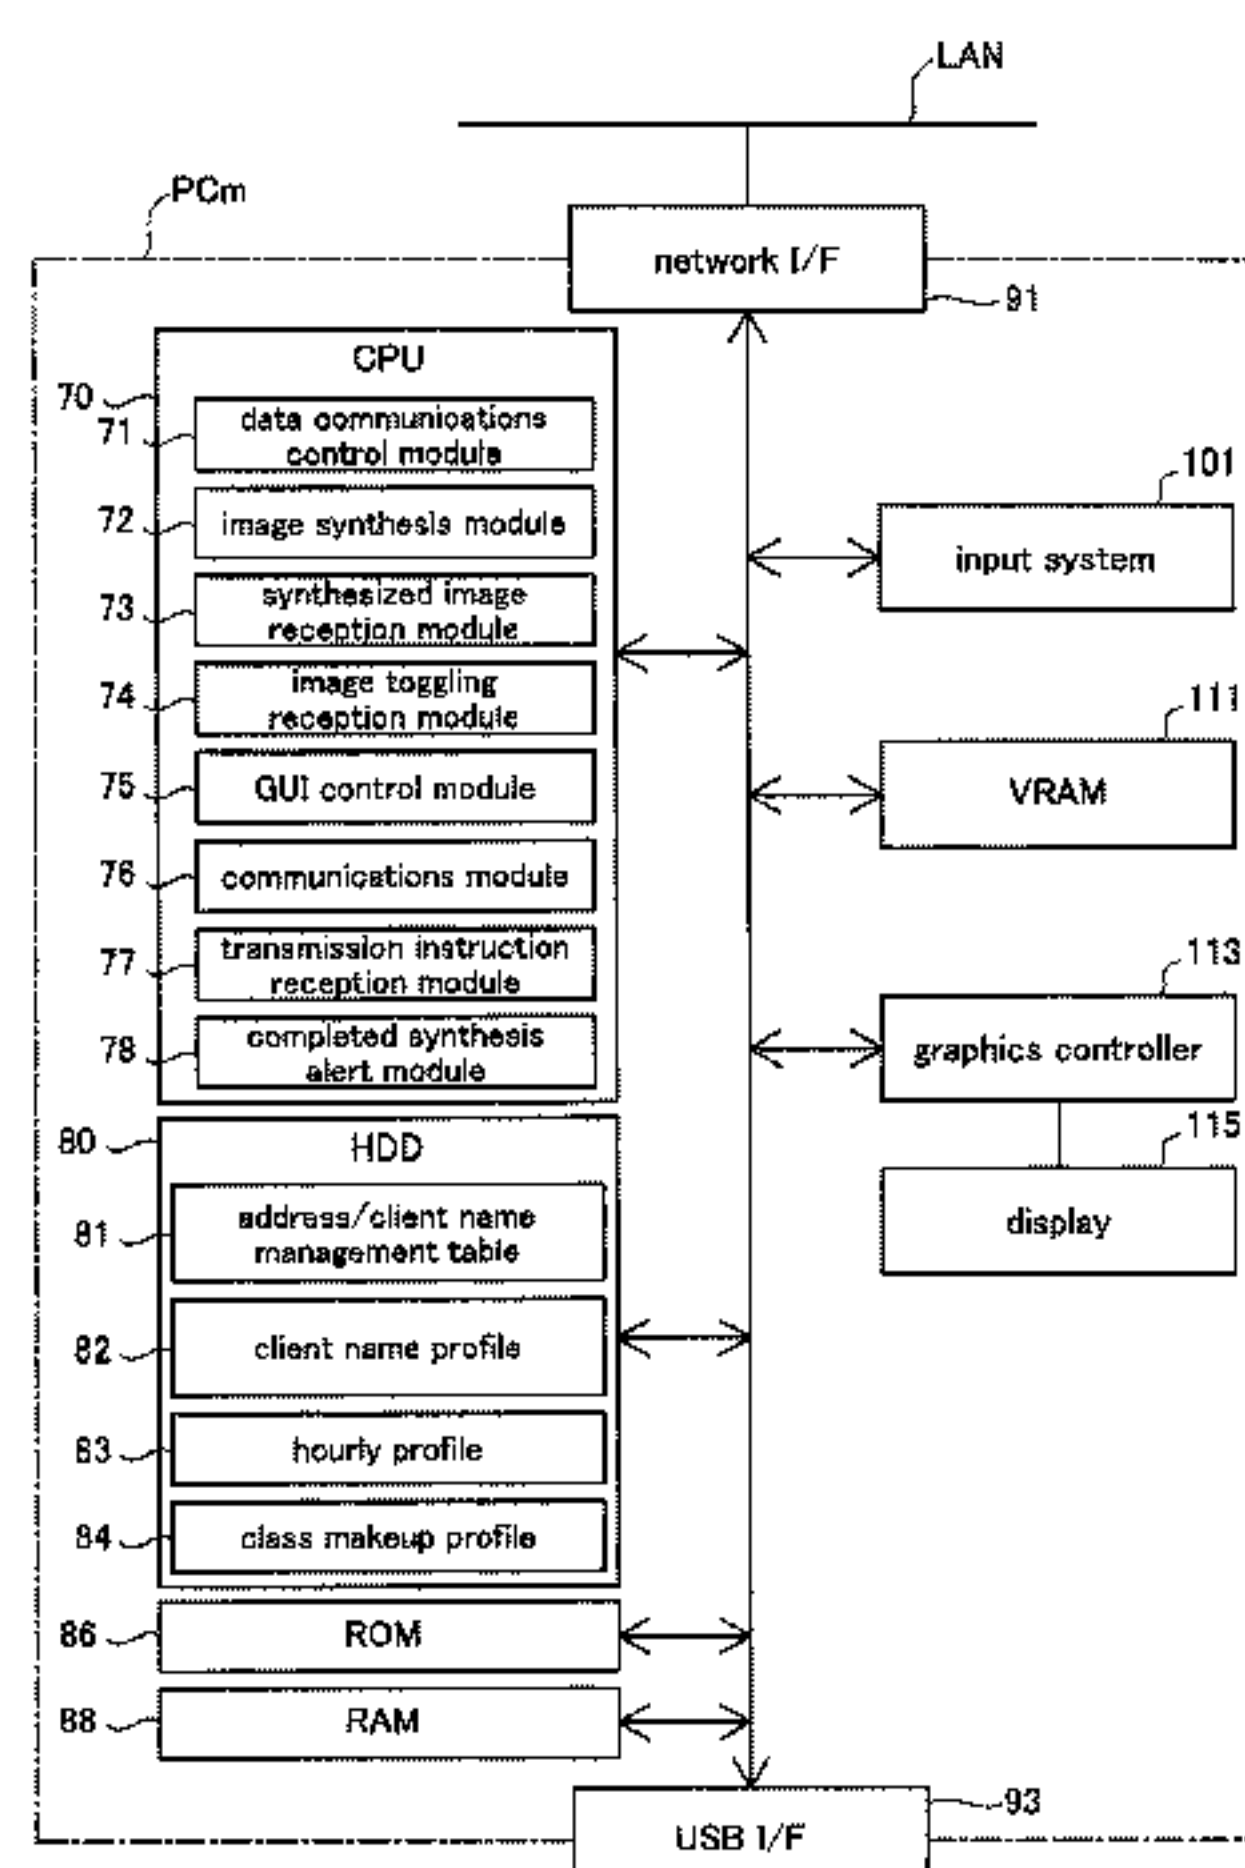 LAN
PCm
network I/F
91
CPU
70
71
data communications
control module
72
image synthesis module
73
synthesized image
reception module
74
image toggling
reception module
75
GUI control module
76
communications module
77
transmission instruction
reception module
78
completed synthesis
alert module
101
input system
111
VRAM
113
graphics controller
115
display
80
HDD
81
address/client name
management table
82
client name profile
83
hourly profile
84
class makeup profile
86
ROM
88
RAM
93
USB I/F